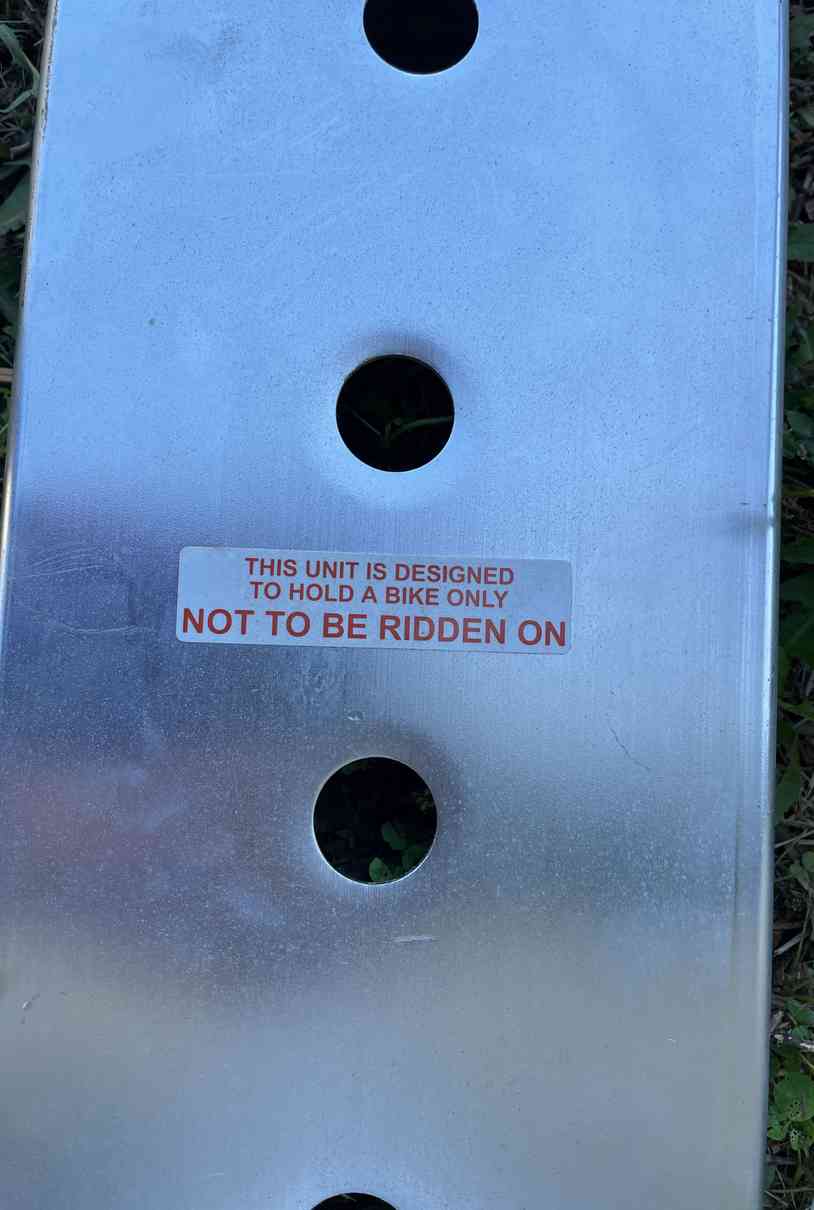 THIS UNIT IS DESIGNED
TO HOLD A BIKE ONLY
NOT TO BE RIDDEN ON